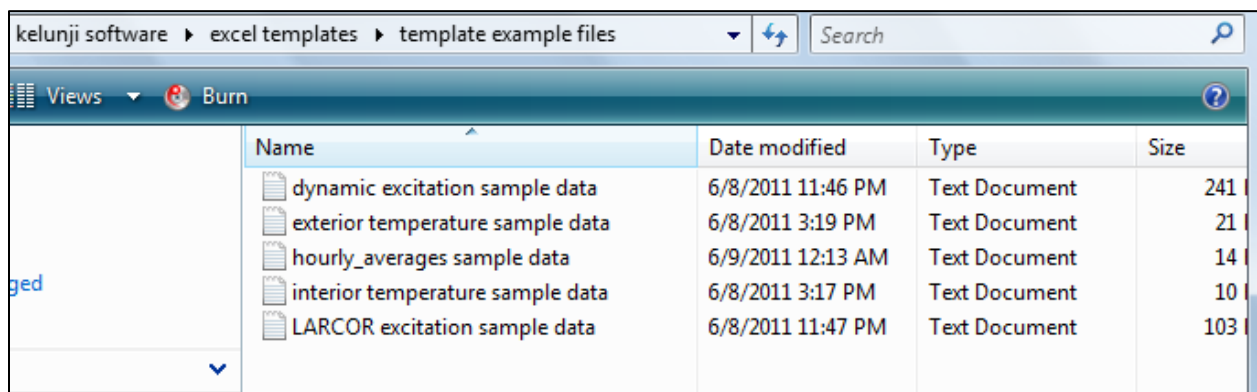 kelunji software ▸ excel templates ▸ template example files Search
Views Burn
Name Date modified Type Size
dynamic excitation sample data 6/8/2011 11:46 PM Text Document 241
exterior temperature sample data 6/8/2011 3:19 PM Text Document 21
hourly_averages sample data 6/9/2011 12:13 AM Text Document 14
ged
interior temperature sample data 6/8/2011 3:17 PM Text Document 10
LARCOR excitation sample data 6/8/2011 11:47 PM Text Document 103